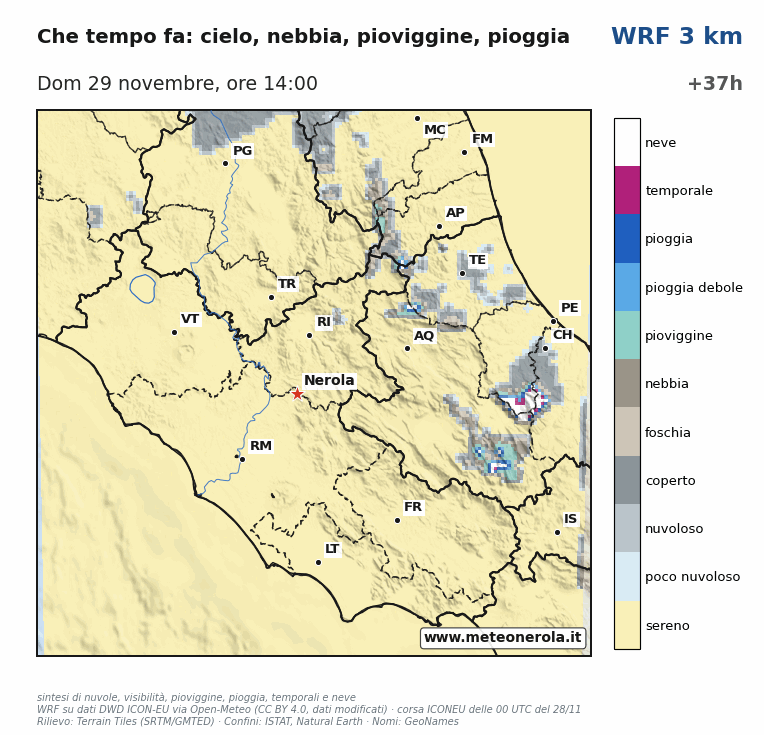 Che tempo fa: cielo, nebbia, pioviggine, pioggia
WRF 3 km
Dom 29 novembre, ore 14:00
+37h
MC
FM
PG
AP
TE
TR
PE
VT
RI
AQ
CH
Nerola
RM
FR
IS
LT
www.meteonerola.it
neve
temporale
pioggia
pioggia debole
pioviggine
nebbia
foschia
coperto
nuvoloso
poco nuvoloso
sereno
sintesi di nuvole, visibilità, pioviggine, pioggia, temporali e neve
WRF su dati DWD ICON-EU via Open-Meteo (CC BY 4.0, dati modificati) · corsa ICONEU delle 00 UTC del 28/11
Rilievo: Terrain Tiles (SRTM/GMTED) · Confini: ISTAT, Natural Earth · Nomi: GeoNames